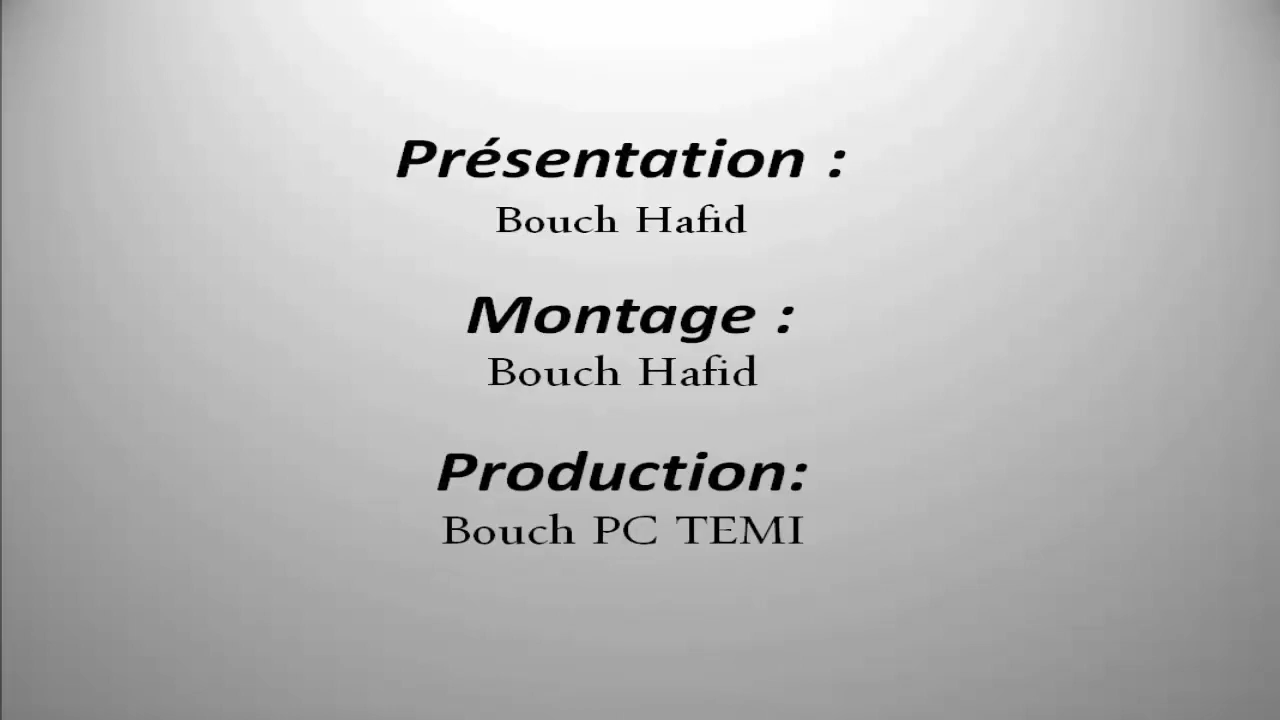 Présentation :
Bouch Hafid
Montage :
Bouch Hafid
Production:
Bouch PC TEMI